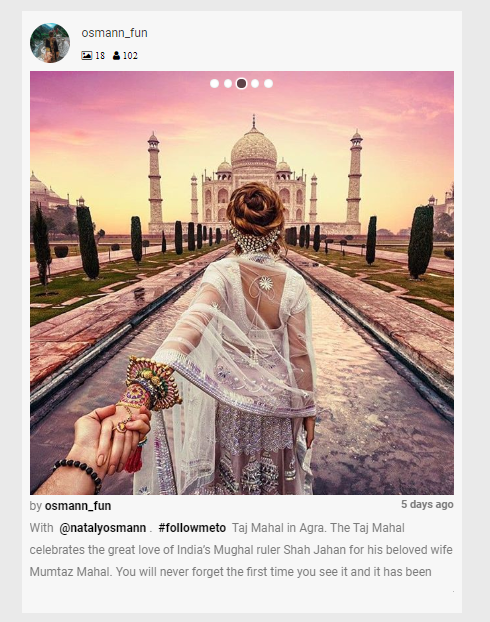 osmann_fun
18 102
by osmann_fun 5 days ago
With @natalyosmann . #followmeto Taj Mahal in Agra. The Taj Mahal
celebrates the great love of India's Mughal ruler Shah Jahan for his beloved wife
Mumtaz Mahal. You will never forget the first time you see it and it has been